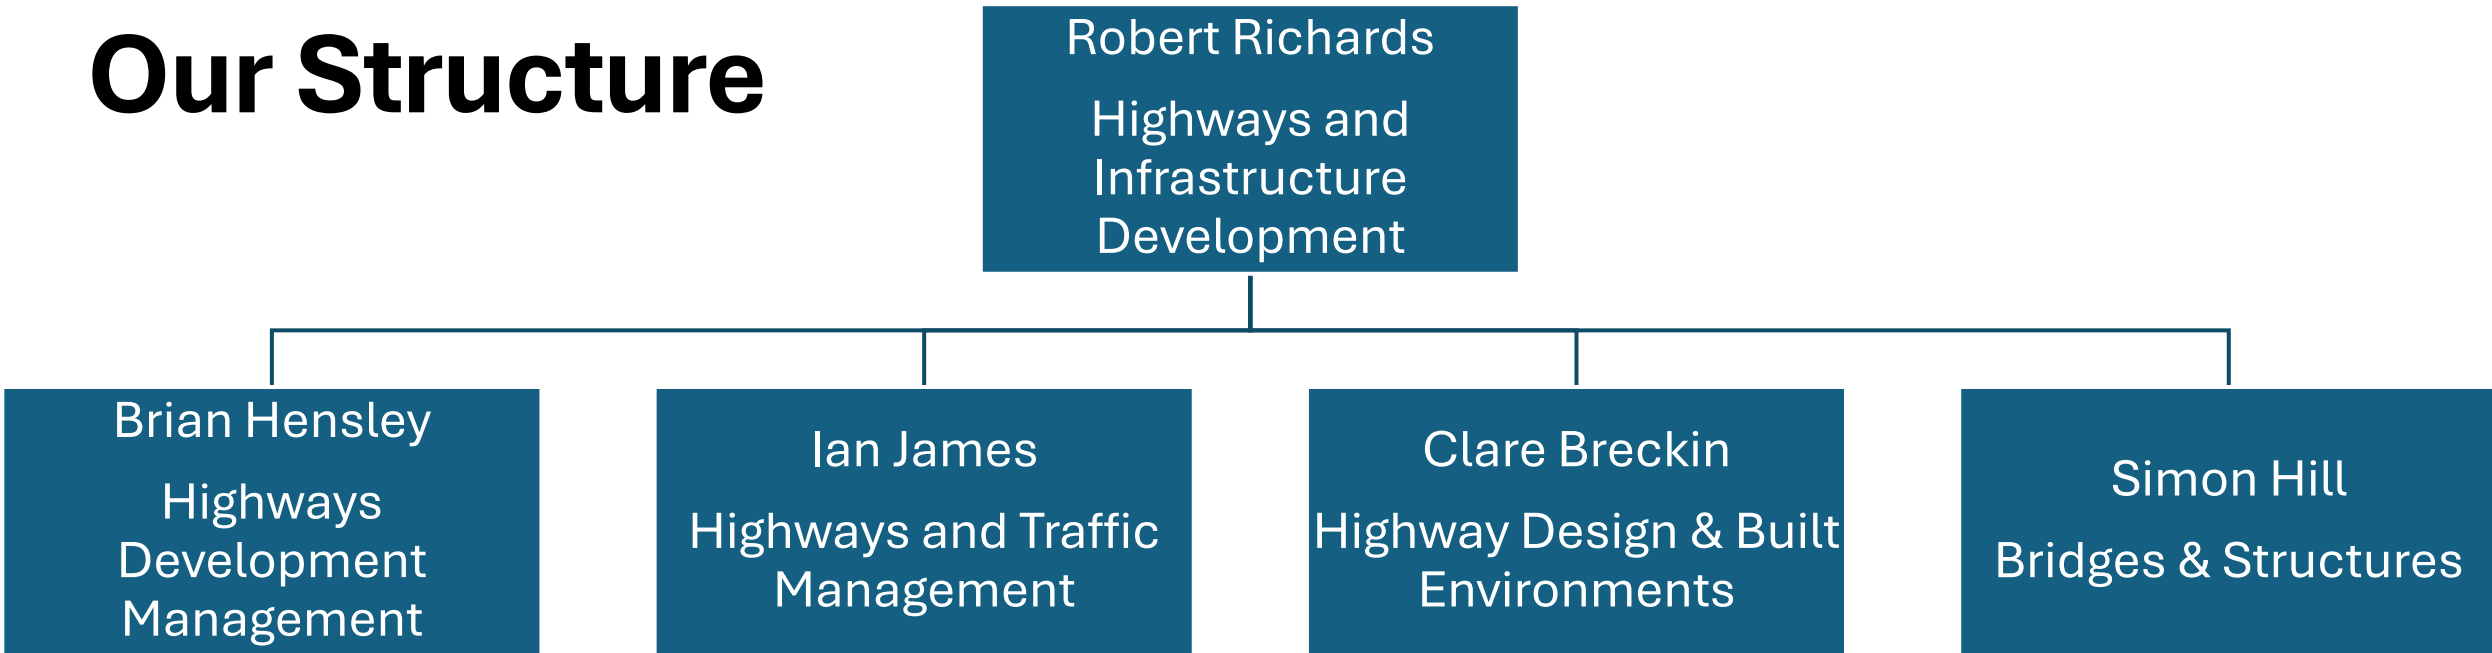 Our Structure
Robert Richards
Highways and
Infrastructure
Development
Brian Hensley
Highways
Development
Management
Ian James
Highways and Traffic
Management
Clare Breckin
Highway Design & Built
Environments
Simon Hill
Bridges & Structures